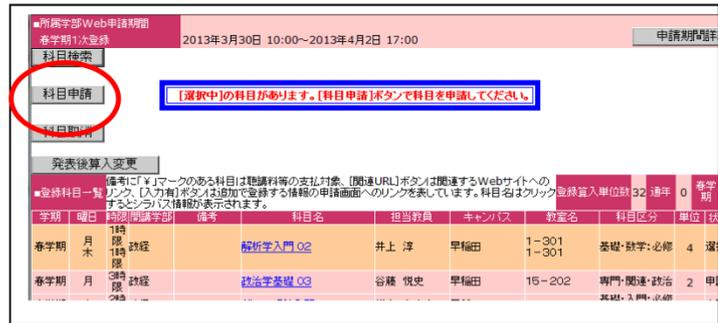 ■所属学部Web申請期間
春学期1次登録 2013年3月30日 10:00～2013年4月2日 17:00 申請期間詳
科目検索
科目申請 [選択中]の科目があります。[科目申請]ボタンで科目を申請してください。
科目取消
発表後算入変更
■登録科目一覧 備考に「¥」マークのある科目は聴講料等の支払対象、[関連URL]ボタンは関連するWebサイトへの
リンク、[入力有]ボタンは追加で登録する情報の申請画面へのリンクを表しています。科目名はクリック
するとシラバス情報が表示されます。
登録算入単位数 32 通年 0 春学期
学期 曜日 時限 開講学部 備考 科目名 担当教員 キャンパス 教室名 科目区分 単位 状
春学期 月 木 1時限 1時限 政経 解析学入門 02 井上 淳 早稲田 1-301 1-301 基礎・数学:必修 4 選
春学期 月 3時限 政経 政治学基礎 03 谷藤 悦史 早稲田 15-202 専門・関連・政治 2 申
2時 基礎・入門・必修